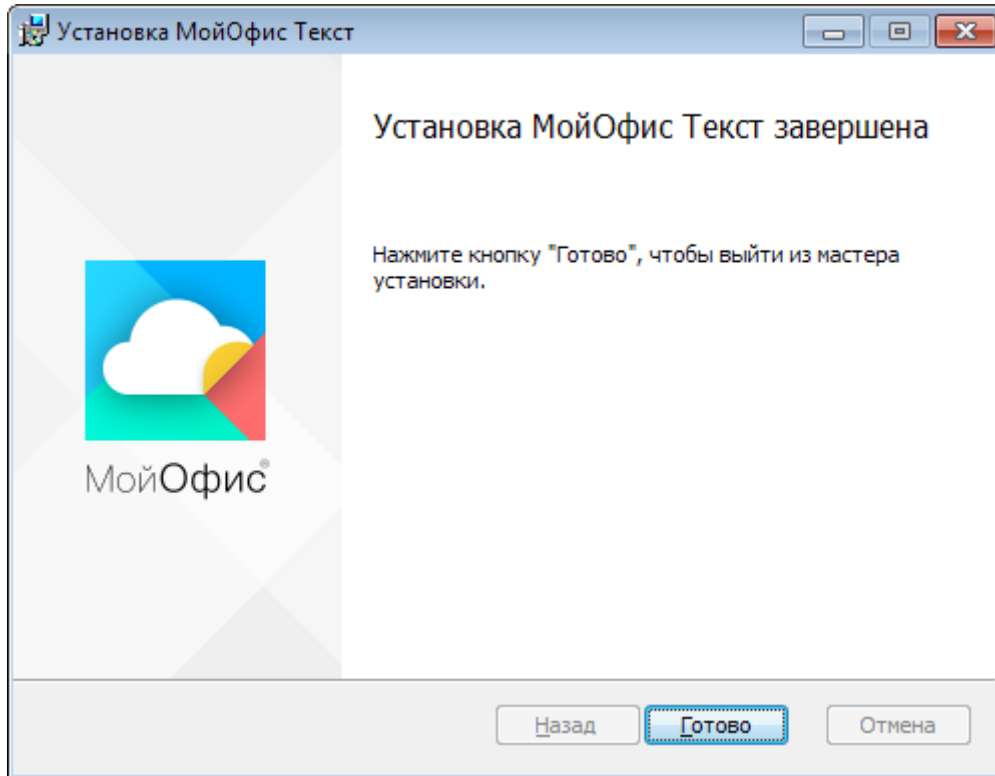 Установка МойОфис Текст
Установка МойОфис Текст завершена
Нажмите кнопку "Готово", чтобы выйти из мастера
установки.
МойОфис®
Назад
Готово
Отмена